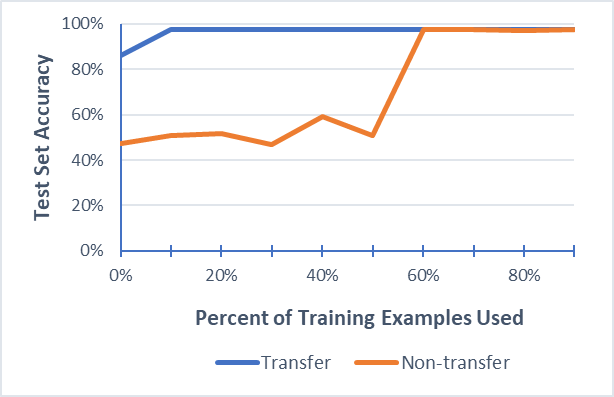 100%
80%
60%
40%
20%
0%
Test Set Accuracy
0% 20% 40% 60% 80%
Percent of Training Examples Used
Transfer Non-transfer